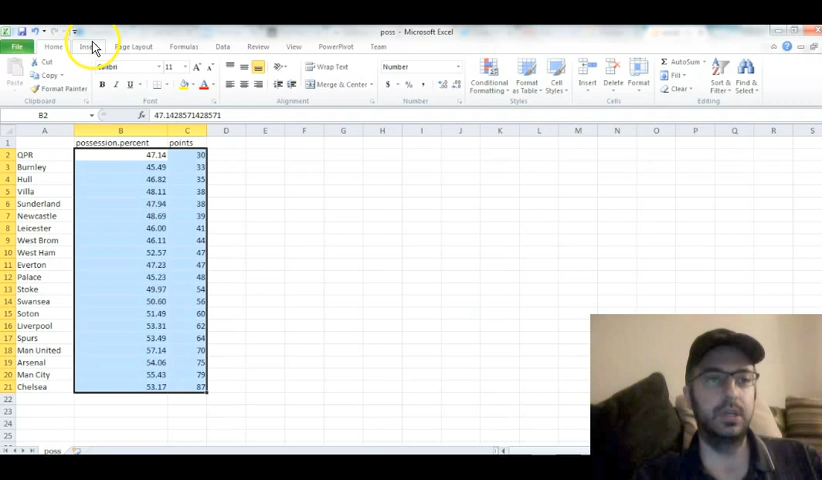 poss - Microsoft Excel
File Home Insert Page Layout Formulas Data Review View PowerPivot Team
Cut
Copy
Format Painter
Paste
Clipboard
Calibri 11
B I U
Font
Wrap Text
Merge & Center
Alignment
General
$ % ,
Number
Conditional Formatting
Format as Table
Cell Styles
Styles
Insert Delete Format
Cells
AutoSum
Fill
Clear
Sort & Filter
Find & Select
Editing
B2 fx 47.1428571428571
A B C D E F G H I J K L M N O P Q R S
1 possession.percent points
2 QPR 47.14 30
3 Burnley 45.49 33
4 Hull 46.82 35
5 Villa 48.11 38
6 Sunderland 47.94 38
7 Newcastle 48.69 39
8 Leicester 46.00 41
9 West Brom 46.11 44
10 West Ham 52.57 47
11 Everton 47.23 47
12 Palace 45.23 48
13 Stoke 49.97 54
14 Swansea 50.60 56
15 Soton 51.49 60
16 Liverpool 53.31 62
17 Spurs 53.49 64
18 Man United 57.14 70
19 Arsenal 54.06 75
20 Man City 55.43 79
21 Chelsea 53.17 87
22
23
24
25
poss